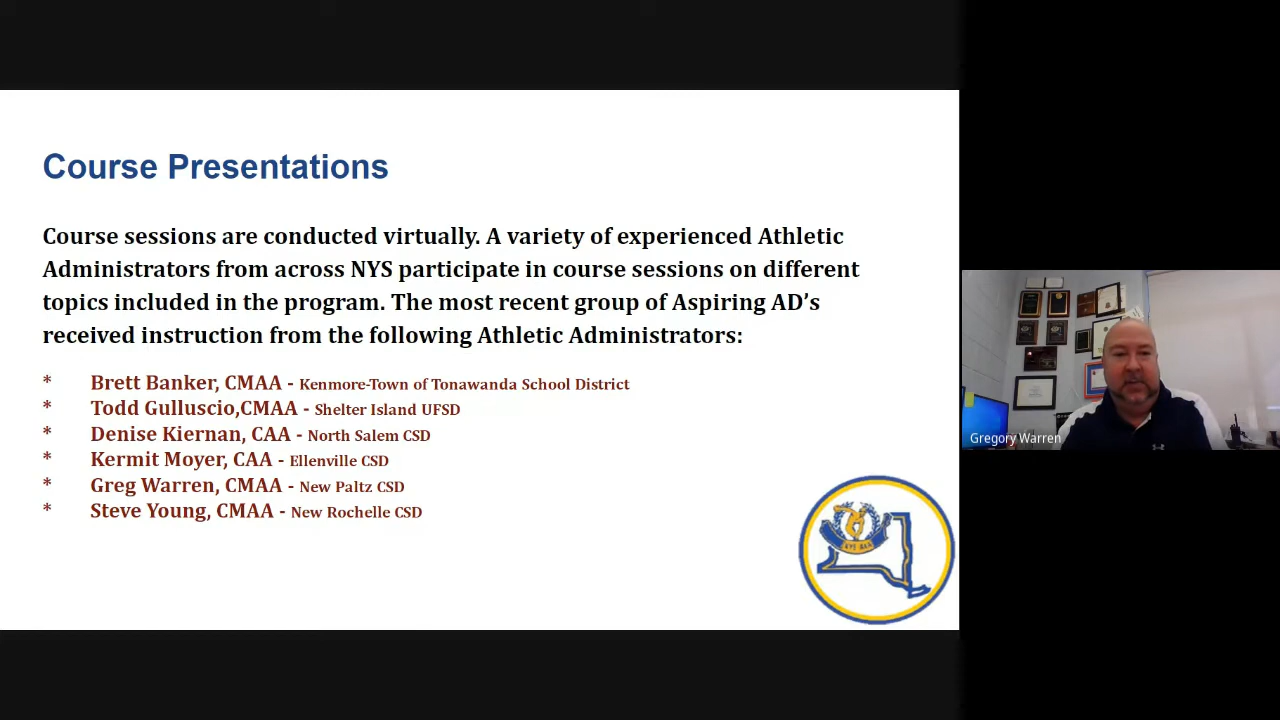 Course Presentations
Course sessions are conducted virtually. A variety of experienced Athletic
Administrators from across NYS participate in course sessions on different
topics included in the program. The most recent group of Aspiring AD’s
received instruction from the following Athletic Administrators:
* Brett Banker, CMAA - Kenmore-Town of Tonawanda School District
* Todd Gulluscio,CMAA - Shelter Island UFSD
* Denise Kiernan, CAA - North Salem CSD
* Kermit Moyer, CAA - Ellenville CSD
* Greg Warren, CMAA - New Paltz CSD
* Steve Young, CMAA - New Rochelle CSD
Gregory Warren